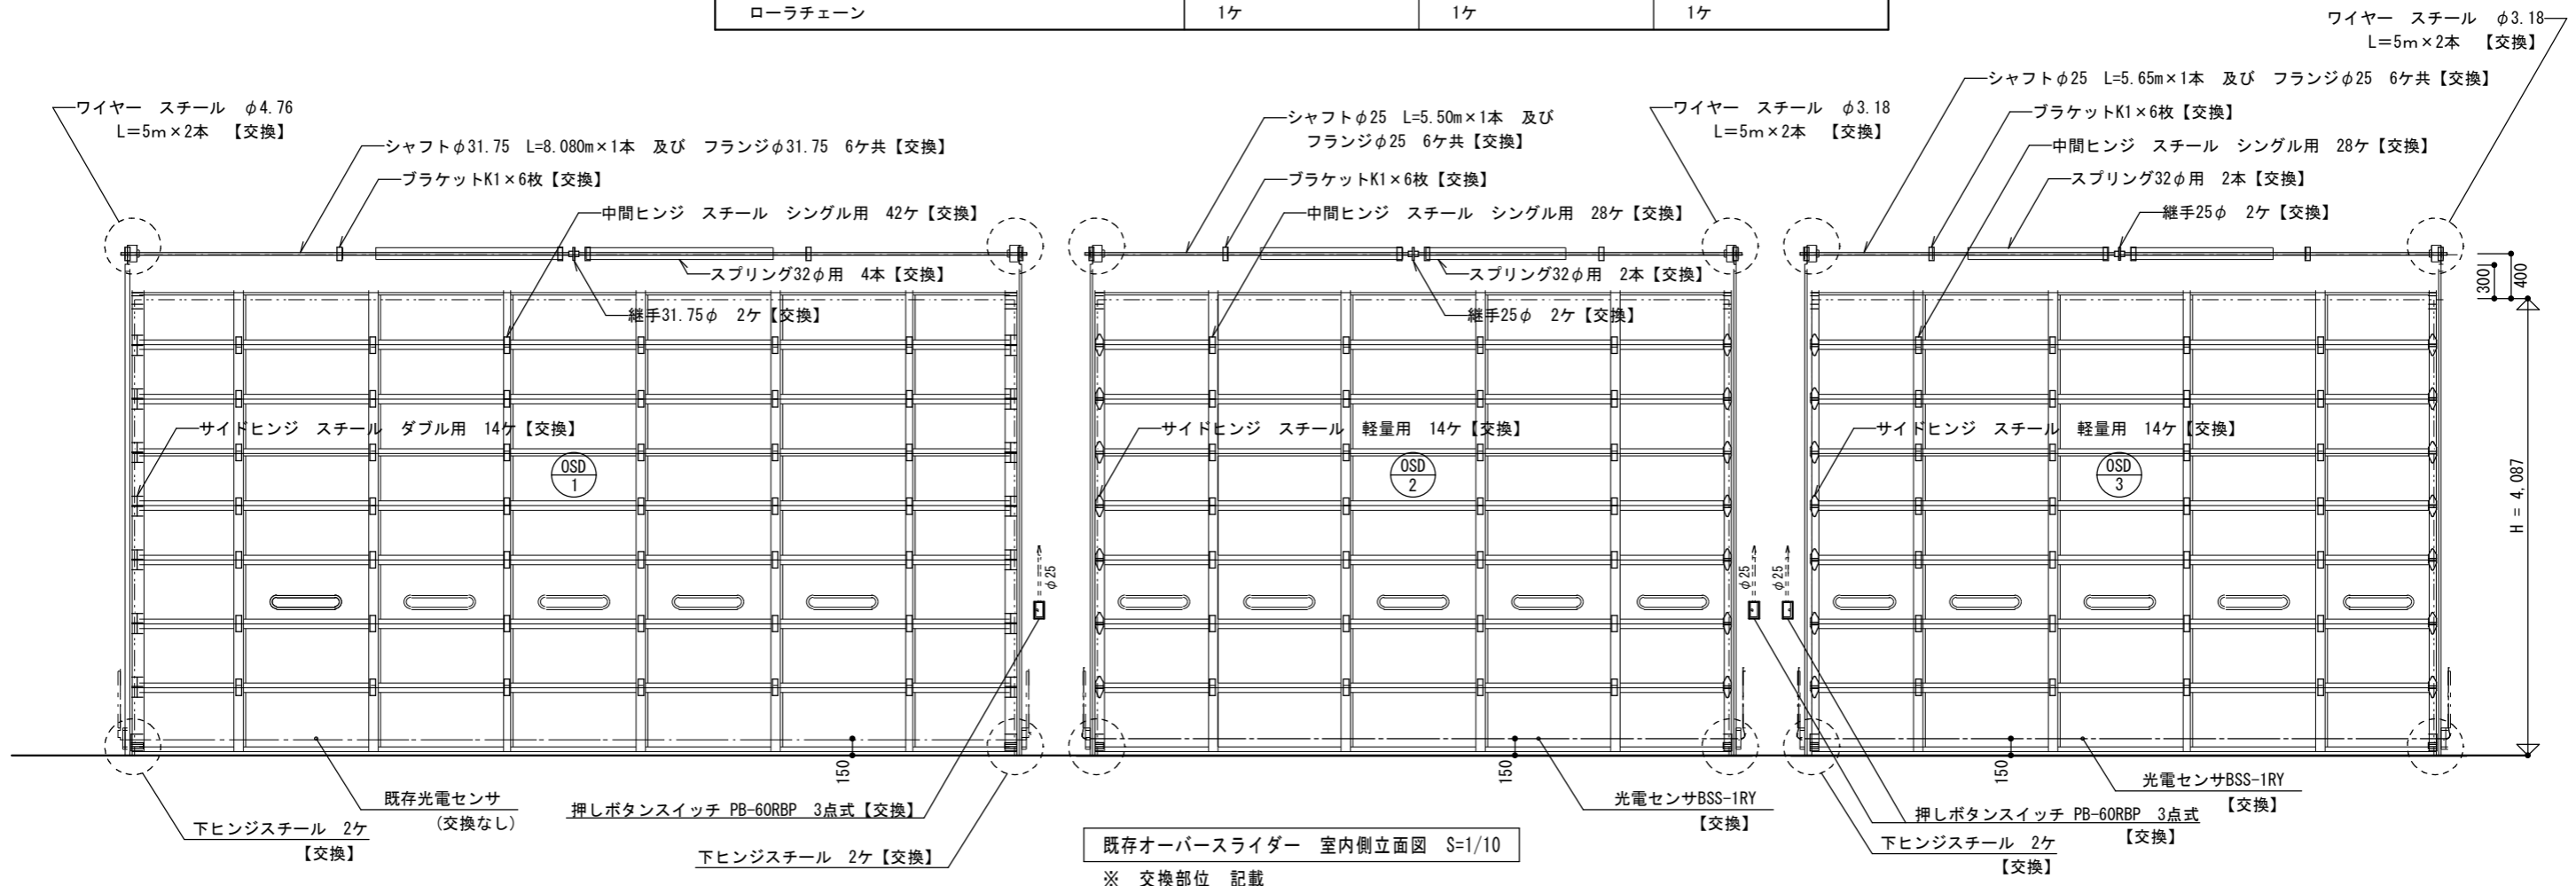 ローラチェーン 1ケ 1ケ 1ケ
ワイヤー スチール φ3.18
L=5m×2本 【交換】
シャフトφ25 L=5.65m×1本 及び フランジφ25 6ケ共【交換】
ブラケットK1×6枚【交換】
中間ヒンジ スチール シングル用 28ケ【交換】
スプリング32φ用 2本【交換】
継手25φ 2ケ【交換】
ワイヤー スチール φ4.76
L=5m×2本 【交換】
シャフトφ31.75 L=8.080m×1本 及び フランジφ31.75 6ケ共【交換】
ブラケットK1×6枚【交換】
中間ヒンジ スチール シングル用 42ケ【交換】
スプリング32φ用 4本【交換】
継手31.75φ 2ケ【交換】
シャフトφ25 L=5.50m×1本 及び
フランジφ25 6ケ共【交換】
ブラケットK1×6枚【交換】
中間ヒンジ スチール シングル用 28ケ【交換】
スプリング32φ用 2本【交換】
継手25φ 2ケ【交換】
ワイヤー スチール φ3.18
L=5m×2本 【交換】
300
400
H = 4,087
サイドヒンジ スチール ダブル用 14ケ【交換】
OSD
1
サイドヒンジ スチール 軽量用 14ケ【交換】
OSD
2
サイドヒンジ スチール 軽量用 14ケ【交換】
OSD
3
φ25
φ25
φ25
150
150
150
既存光電センサ
(交換なし)
下ヒンジスチール 2ケ
【交換】
押しボタンスイッチ PB-60RBP 3点式【交換】
下ヒンジスチール 2ケ【交換】
光電センサBSS-1RY
【交換】
光電センサBSS-1RY
【交換】
押しボタンスイッチ PB-60RBP 3点式
【交換】
下ヒンジスチール 2ケ
【交換】
既存オーバースライダー 室内側立面図 S=1/10
※ 交換部位 記載